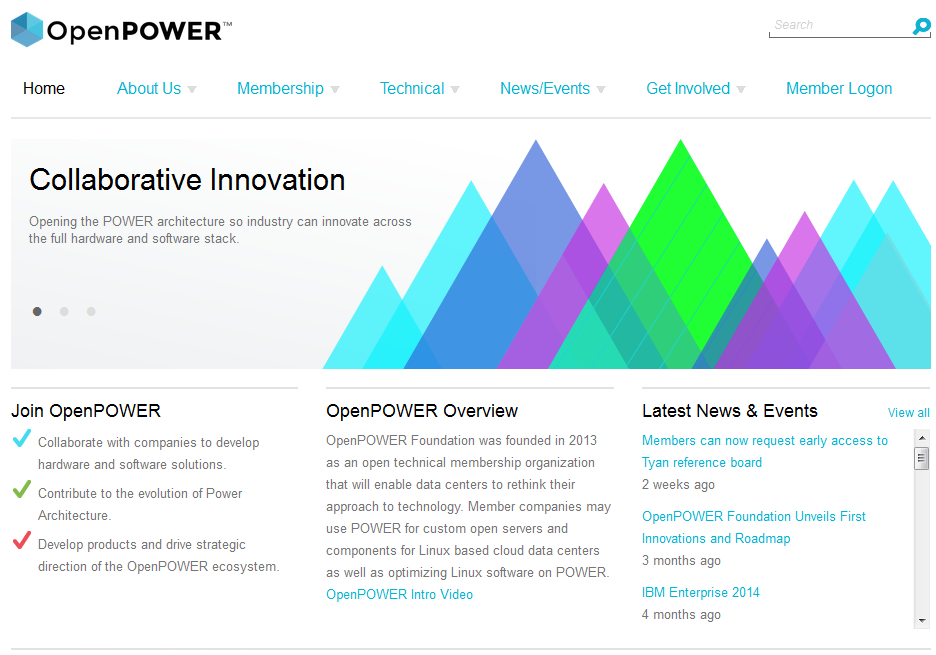 OpenPOWER™
Search
Home
About Us
Membership
Technical
News/Events
Get Involved
Member Logon
Collaborative Innovation
Opening the POWER architecture so industry can innovate across
the full hardware and software stack.
Join OpenPOWER
Collaborate with companies to develop
hardware and software solutions.
Contribute to the evolution of Power
Architecture.
Develop products and drive strategic
direction of the OpenPOWER ecosystem.
OpenPOWER Overview
OpenPOWER Foundation was founded in 2013
as an open technical membership organization
that will enable data centers to rethink their
approach to technology. Member companies may
use POWER for custom open servers and
components for Linux based cloud data centers
as well as optimizing Linux software on POWER.
OpenPOWER Intro Video
Latest News & Events
View all
Members can now request early access to
Tyan reference board
2 weeks ago
OpenPOWER Foundation Unveils First
Innovations and Roadmap
3 months ago
IBM Enterprise 2014
4 months ago